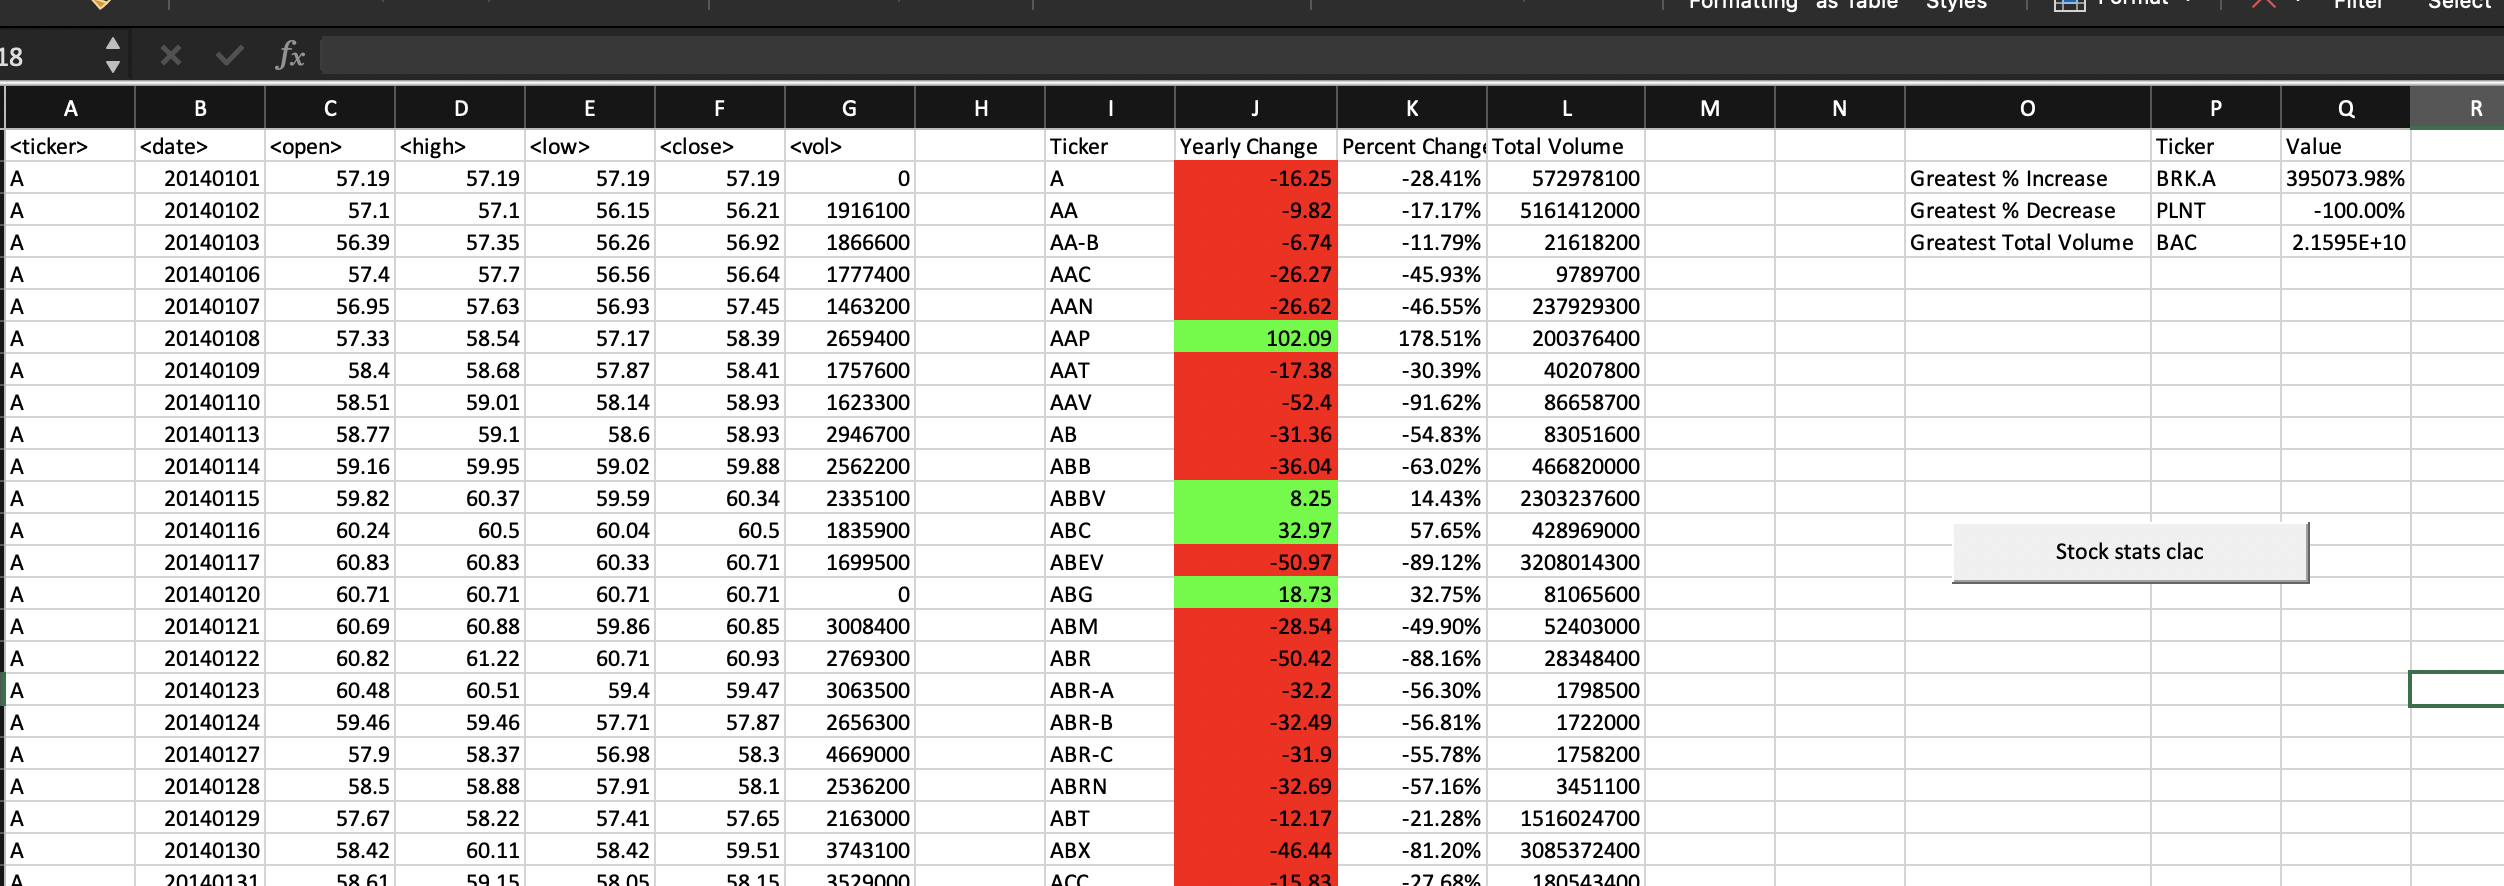 Formatting as Table Styles Format Filter Select
18 fx
A B C D E F G H I J K L M N O P Q R
<ticker> <date> <open> <high> <low> <close> <vol> Ticker Yearly Change Percent Change Total Volume Ticker Value
A 20140101 57.19 57.19 57.19 57.19 0 A -16.25 -28.41% 572978100 Greatest % Increase BRK.A 395073.98%
A 20140102 57.1 57.1 56.15 56.21 1916100 AA -9.82 -17.17% 5161412000 Greatest % Decrease PLNT -100.00%
A 20140103 56.39 57.35 56.26 56.92 1866600 AA-B -6.74 -11.79% 21618200 Greatest Total Volume BAC 2.1595E+10
A 20140106 57.4 57.7 56.56 56.64 1777400 AAC -26.27 -45.93% 9789700
A 20140107 56.95 57.63 56.93 57.45 1463200 AAN -26.62 -46.55% 237929300
A 20140108 57.33 58.54 57.17 58.39 2659400 AAP 102.09 178.51% 200376400
A 20140109 58.4 58.68 57.87 58.41 1757600 AAT -17.38 -30.39% 40207800
A 20140110 58.51 59.01 58.14 58.93 1623300 AAV -52.4 -91.62% 86658700
A 20140113 58.77 59.1 58.6 58.93 2946700 AB -31.36 -54.83% 83051600
A 20140114 59.16 59.95 59.02 59.88 2562200 ABB -36.04 -63.02% 466820000
A 20140115 59.82 60.37 59.59 60.34 2335100 ABBV 8.25 14.43% 2303237600
A 20140116 60.24 60.5 60.04 60.5 1835900 ABC 32.97 57.65% 428969000
A 20140117 60.83 60.83 60.33 60.71 1699500 ABEV -50.97 -89.12% 3208014300 Stock stats clac
A 20140120 60.71 60.71 60.71 60.71 0 ABG 18.73 32.75% 81065600
A 20140121 60.69 60.88 59.86 60.85 3008400 ABM -28.54 -49.90% 52403000
A 20140122 60.82 61.22 60.71 60.93 2769300 ABR -50.42 -88.16% 28348400
A 20140123 60.48 60.51 59.4 59.47 3063500 ABR-A -32.2 -56.30% 1798500
A 20140124 59.46 59.46 57.71 57.87 2656300 ABR-B -32.49 -56.81% 1722000
A 20140127 57.9 58.37 56.98 58.3 4669000 ABR-C -31.9 -55.78% 1758200
A 20140128 58.5 58.88 57.91 58.1 2536200 ABRN -32.69 -57.16% 3451100
A 20140129 57.67 58.22 57.41 57.65 2163000 ABT -12.17 -21.28% 1516024700
A 20140130 58.42 60.11 58.42 59.51 3743100 ABX -46.44 -81.20% 3085372400
A 20140131 58.61 59.15 58.05 58.15 3529000 ACC -15.83 -27.68% 180543400